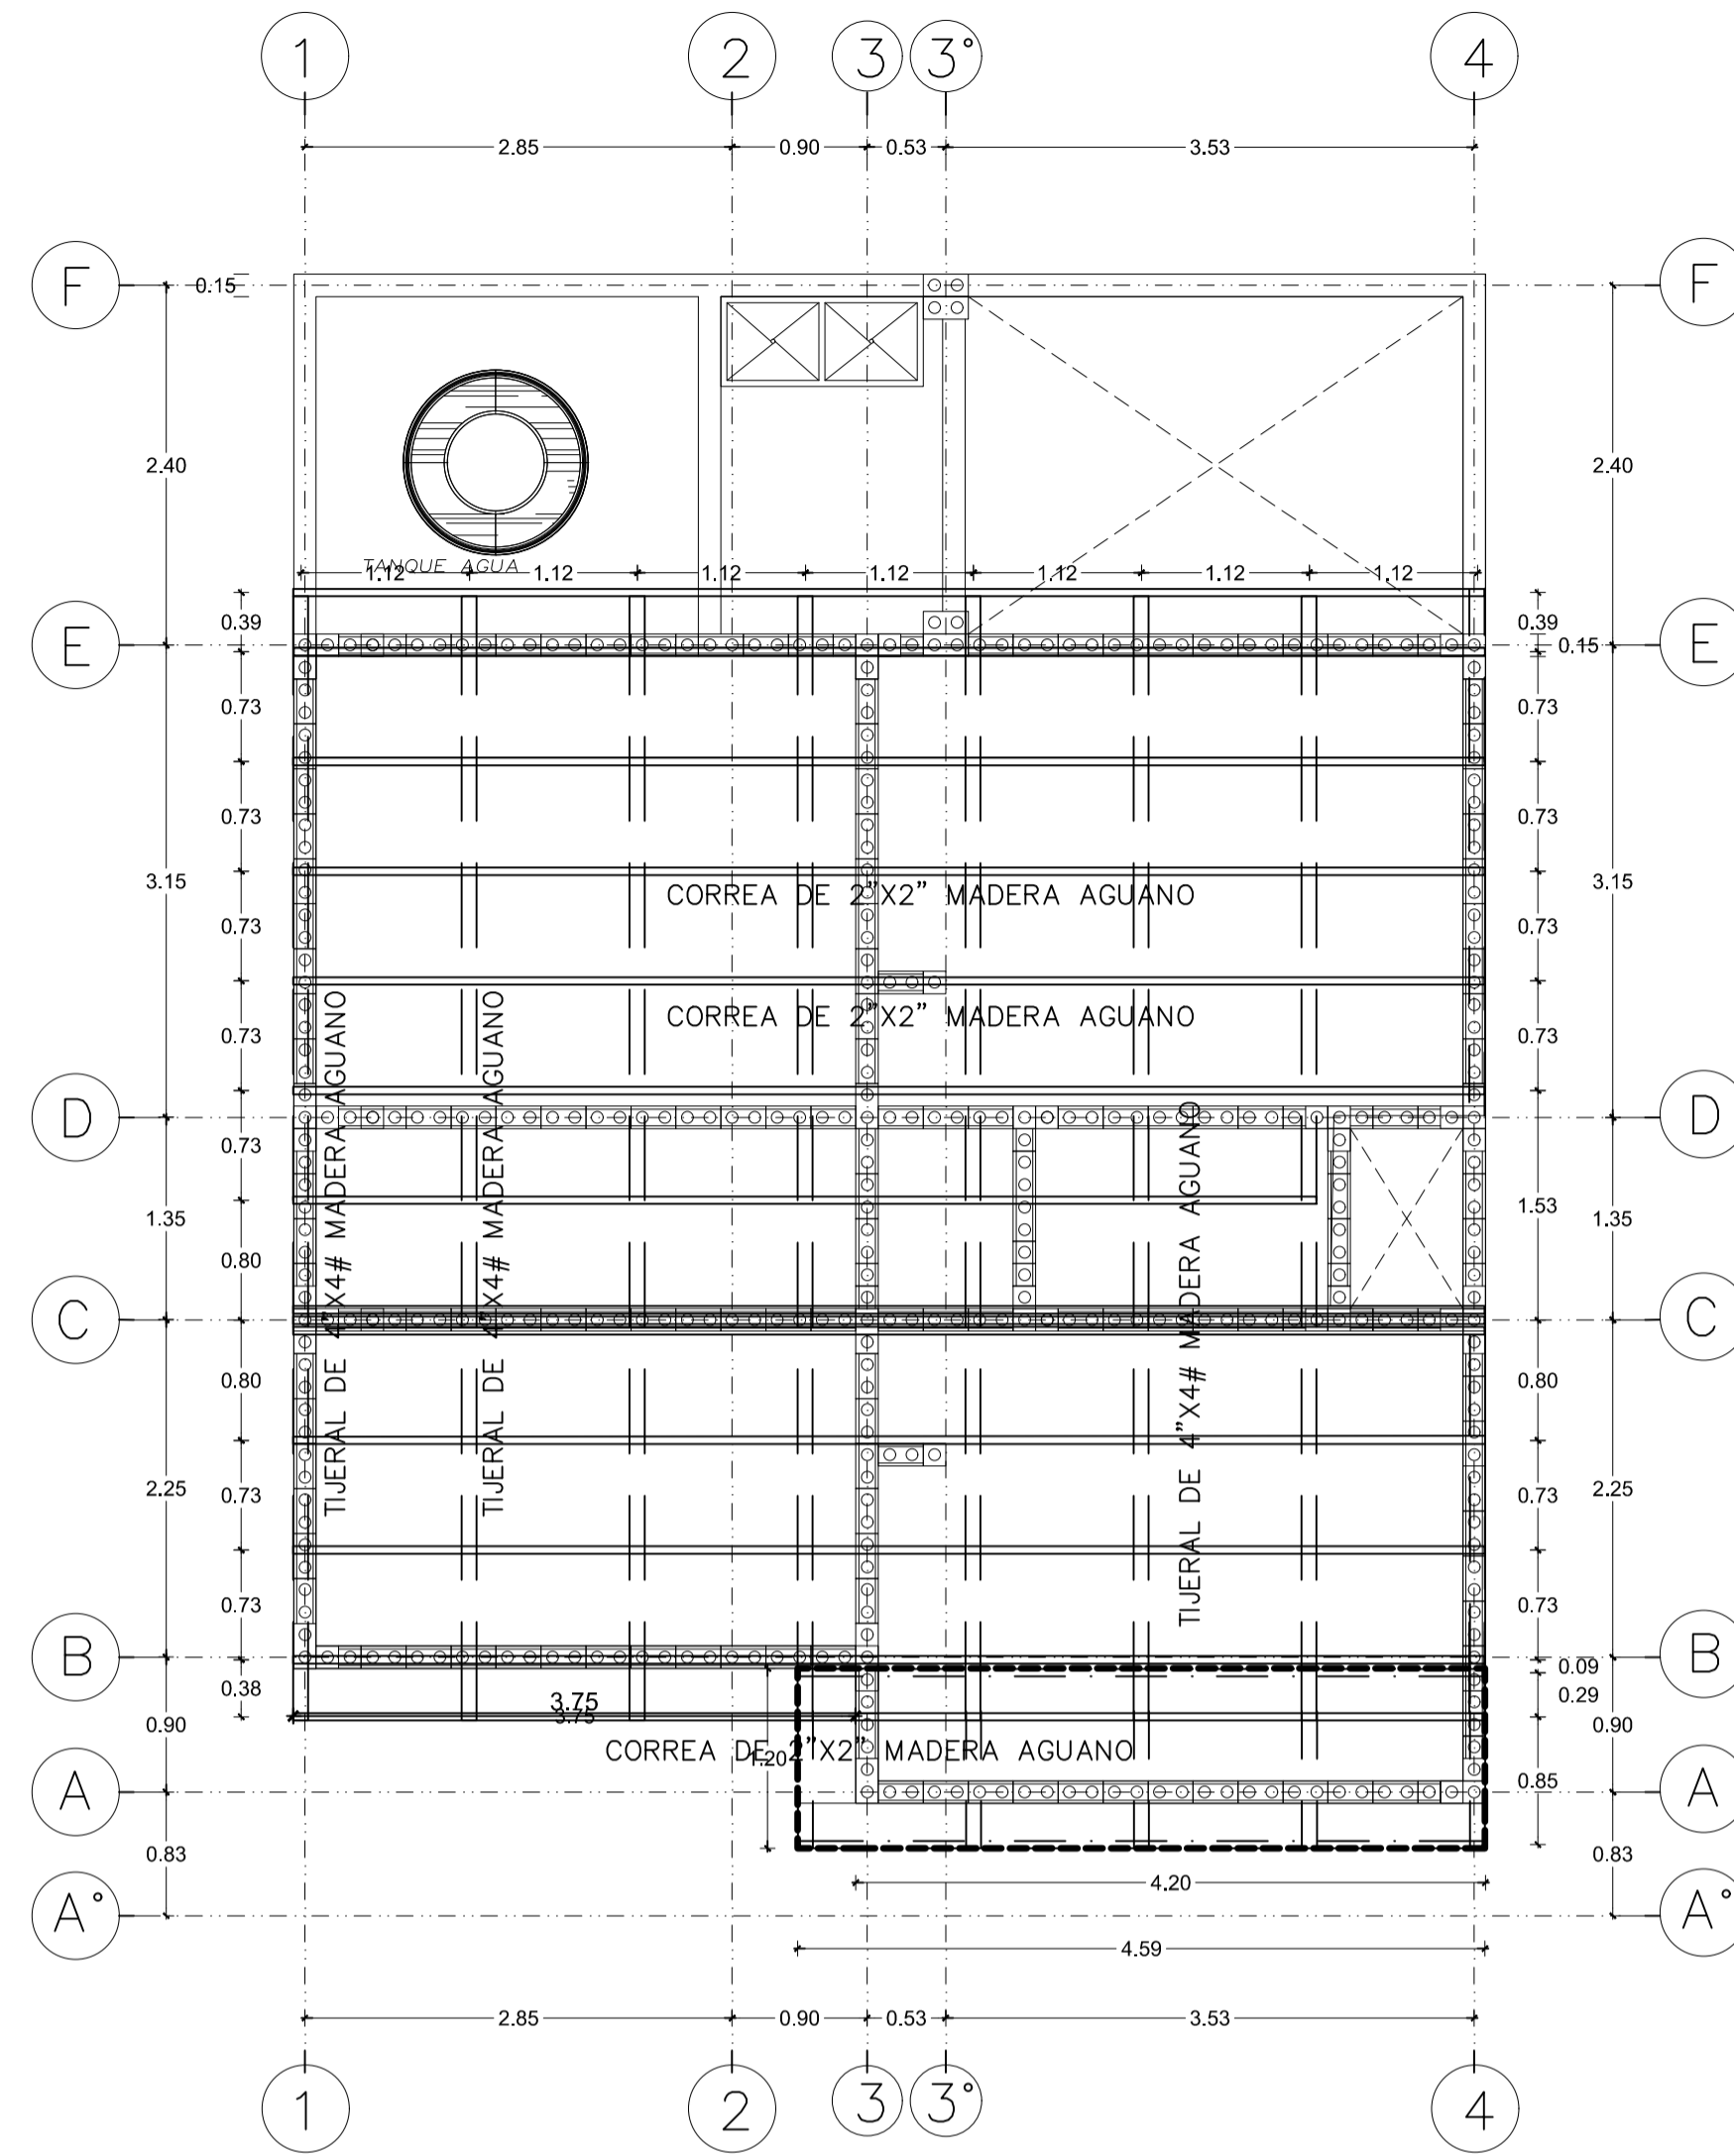 1 2 3 3° 4
2.85 0.90 0.53 3.53
F 0.15 F
2.40 2.40
TANQUE AGUA
1.12 1.12 1.12 1.12 1.12 1.12 1.12
0.39 0.39
E 0.15 E
0.73 0.73
0.73 0.73
3.15 3.15
CORREA DE 2"X2" MADERA AGUANO
0.73 0.73
CORREA DE 2"X2" MADERA AGUANO
0.73 0.73
D D
0.73
1.35 1.53 1.35
0.80
TIJERAL DE 4"X4# MADERA AGUANO
TIJERAL DE 4"X4# MADERA AGUANO
TIJERAL DE 4"X4# MADERA AGUANO
C C
0.80 0.80
2.25 0.73 0.73 2.25
0.73 0.73
B B
0.09
0.38 0.29
3.75
3.75
0.90 0.90
CORREA DE 2"X2" MADERA AGUANO
1.20
A 0.85 A
0.83 0.83
4.20
A° A°
4.59
2.85 0.90 0.53 3.53
1 2 3 3° 4